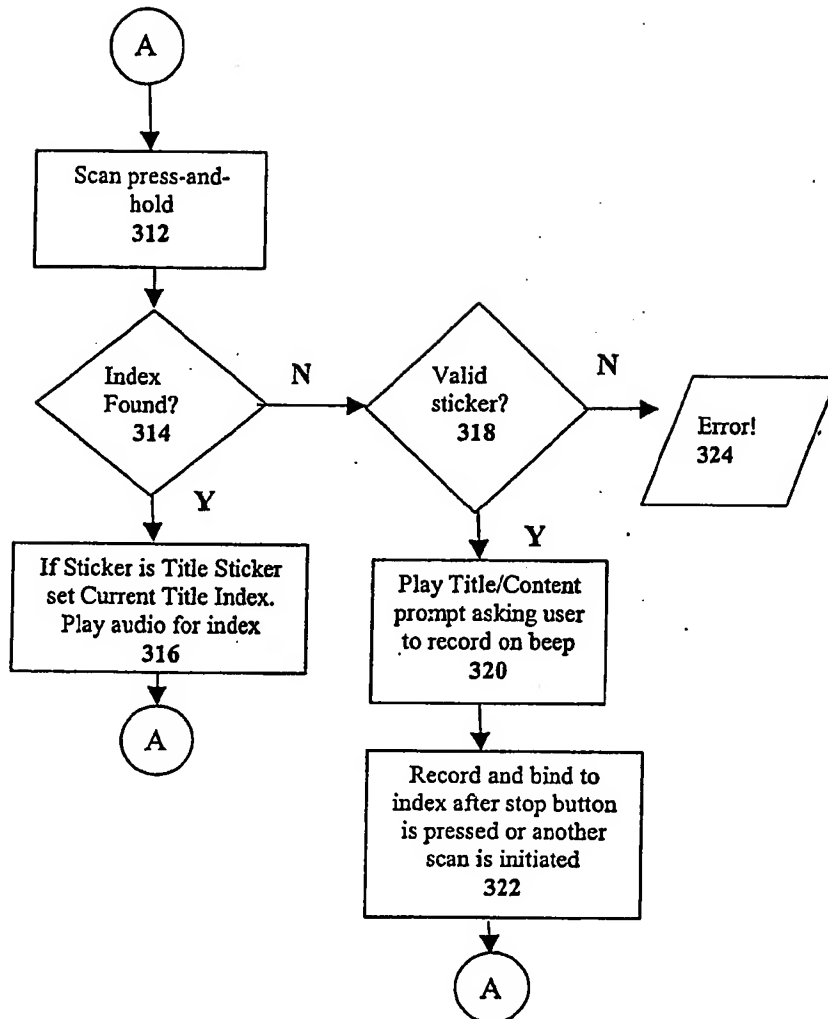 A
Scan press-and-
hold
312
Index
Found?
314
N
Valid
sticker?
318
N
Error!
324
Y
If Sticker is Title Sticker
set Current Title Index.
Play audio for index
316
A
Y
Play Title/Content
prompt asking user
to record on beep
320
Record and bind to
index after stop button
is pressed or another
scan is initiated
322
A